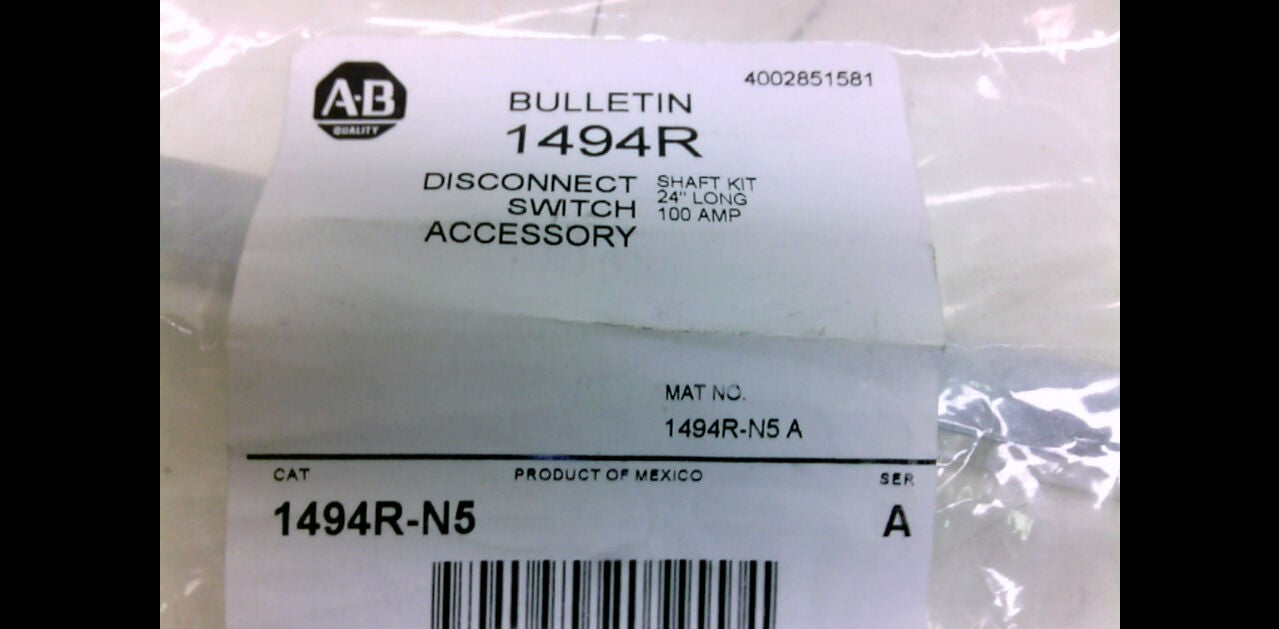 A·B
QUALITY
4002851581
BULLETIN
1494R
DISCONNECT
SWITCH
ACCESSORY
SHAFT KIT
24" LONG
100 AMP
MAT NO.
1494R-N5 A
CAT
PRODUCT OF MEXICO
SER
1494R-N5
A